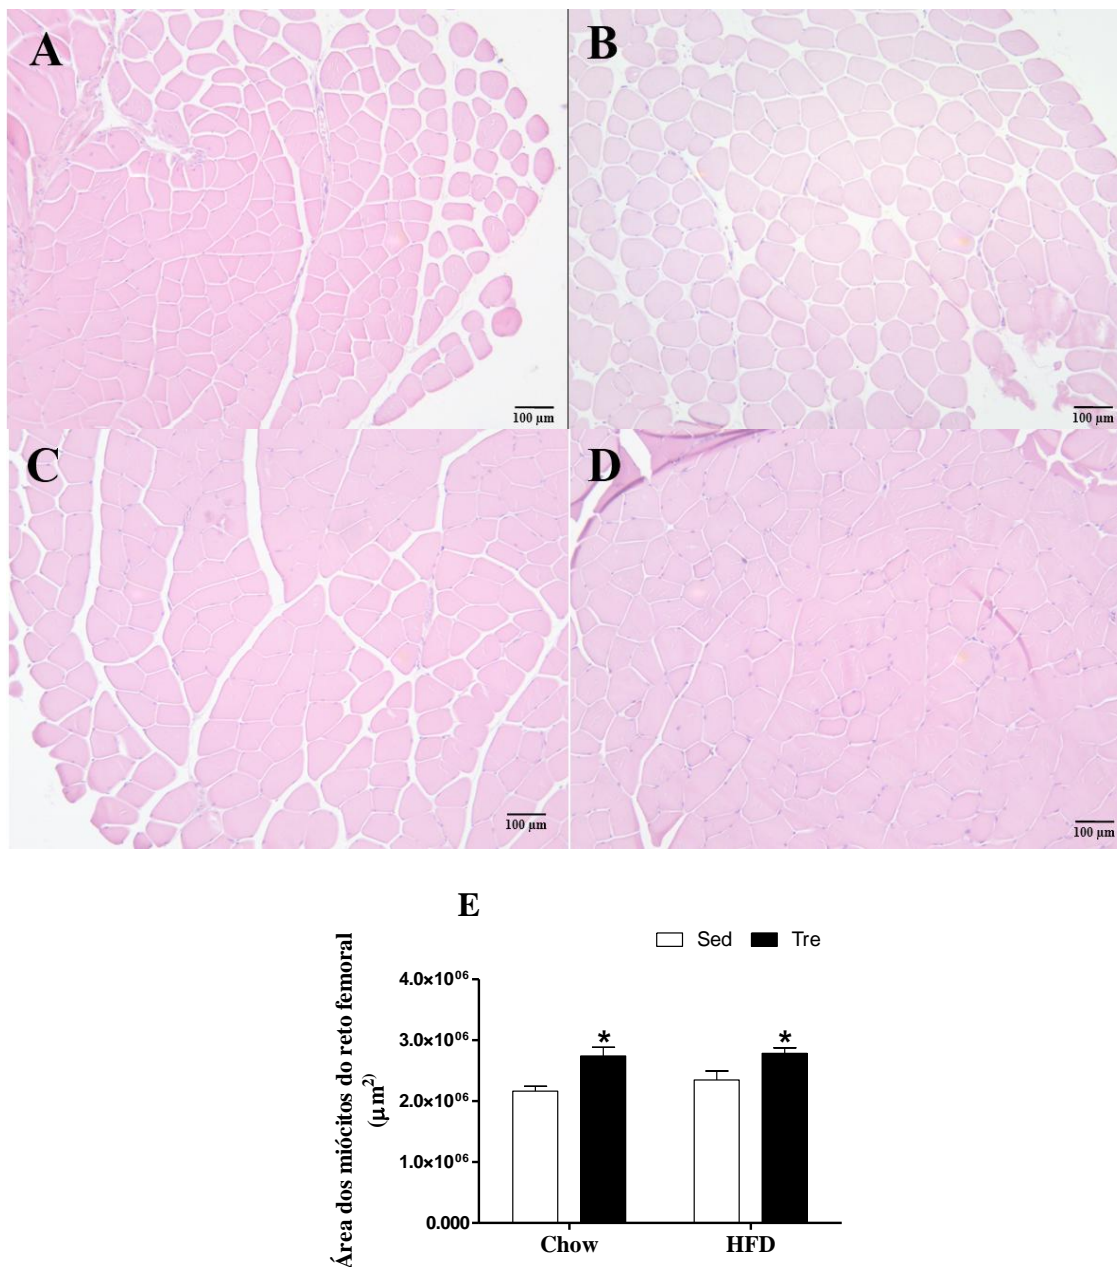 A
B
100 µm
100 µm
C
D
100 µm
100 µm
E
Sed
Tre
Área dos miócitos do reto femoral
(µm²)
4.0×10⁰⁶
3.0×10⁰⁶
2.0×10⁰⁶
1.0×10⁰⁶
0.000
*
*
Chow
HFD